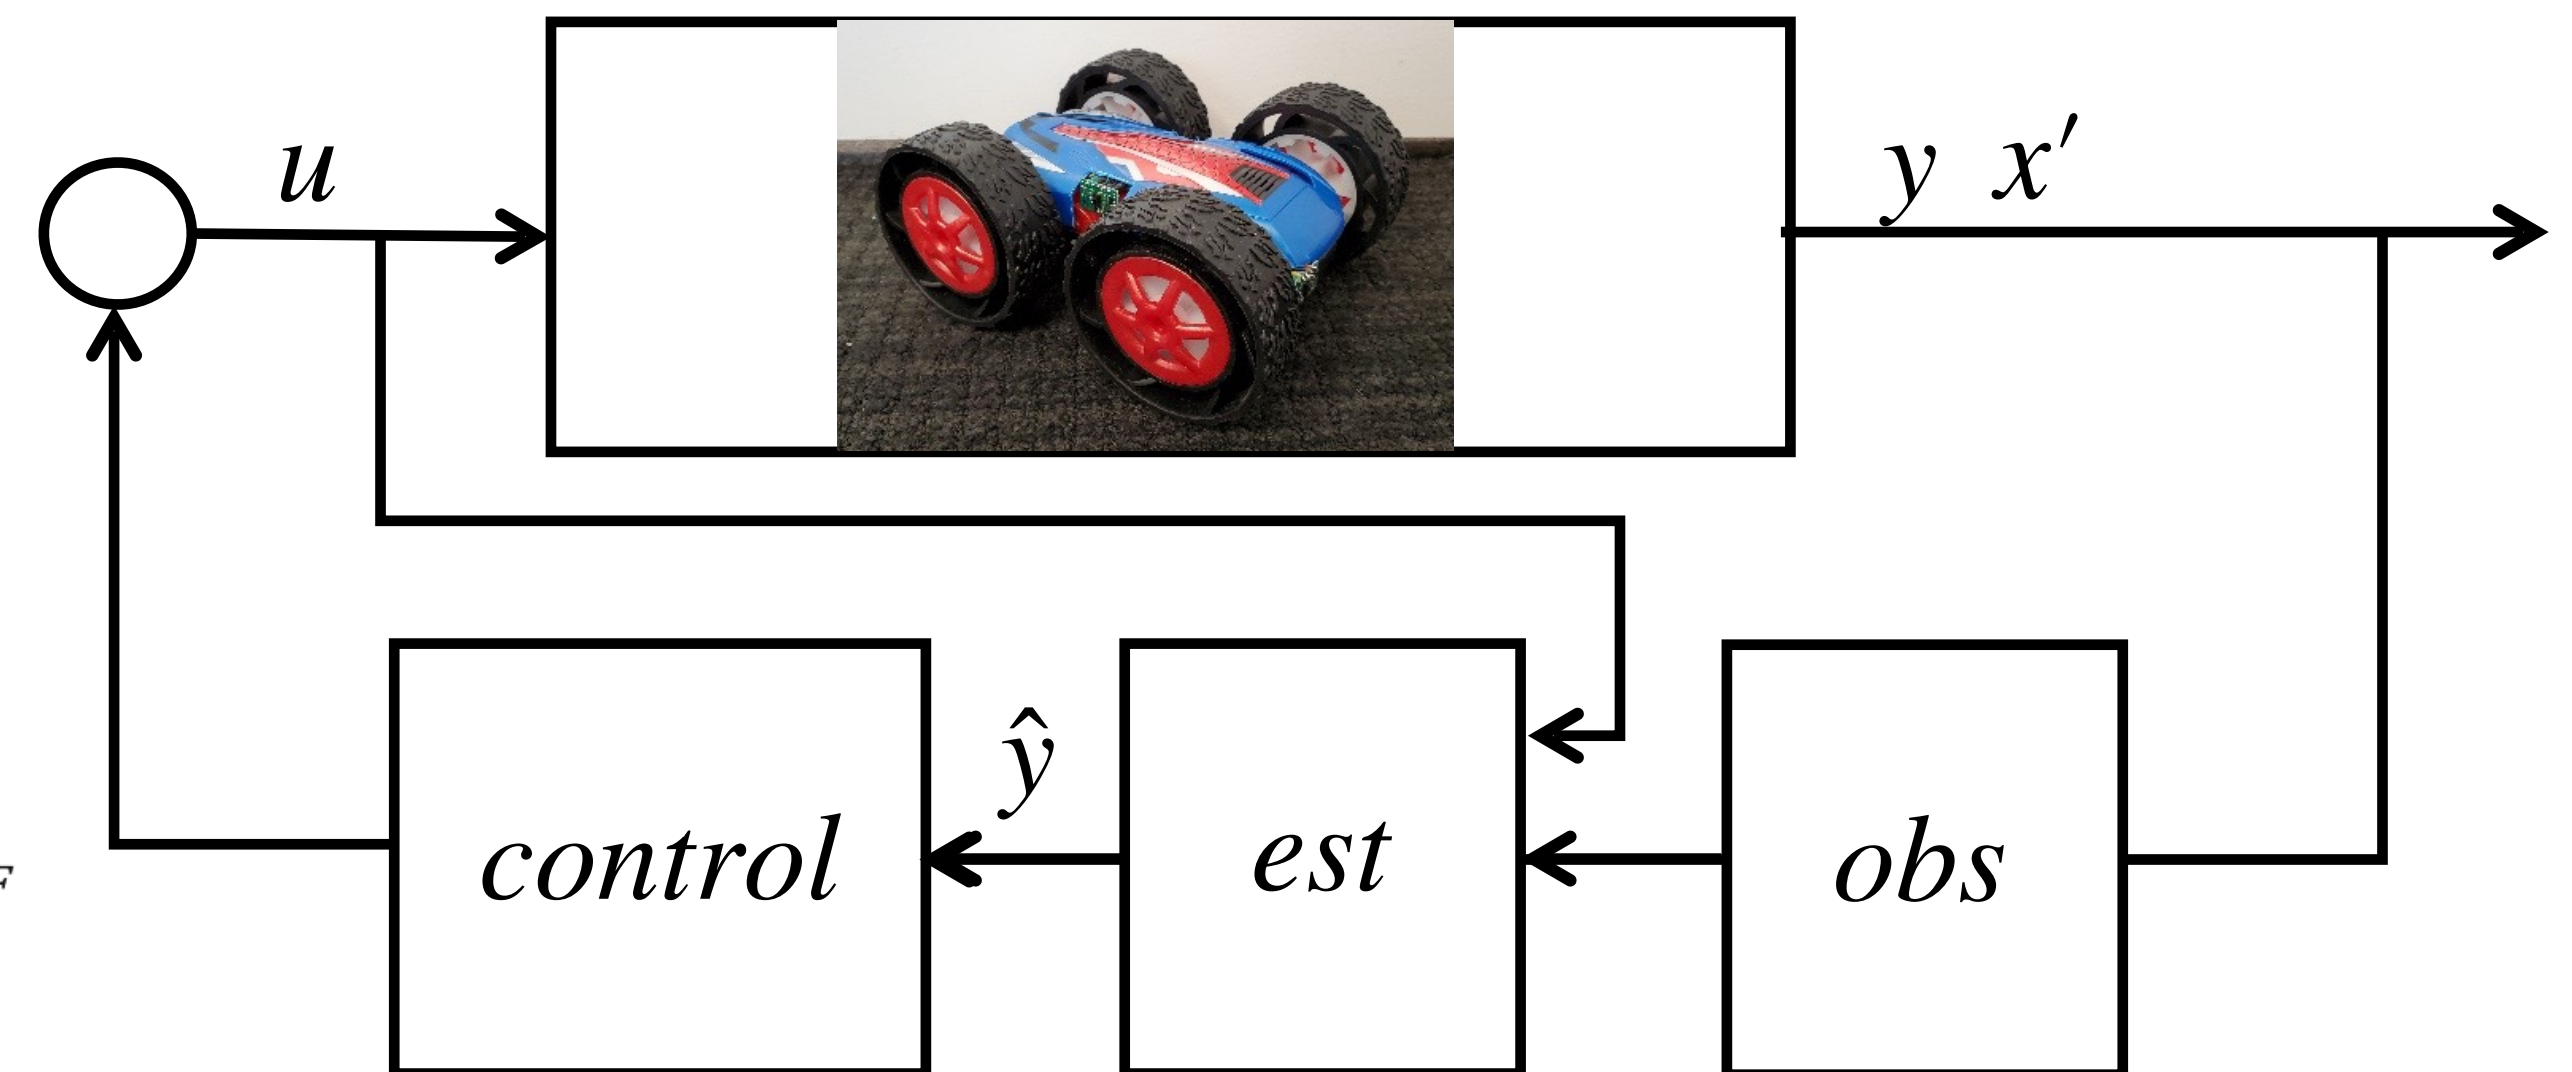 u
y x′
ŷ
control est obs